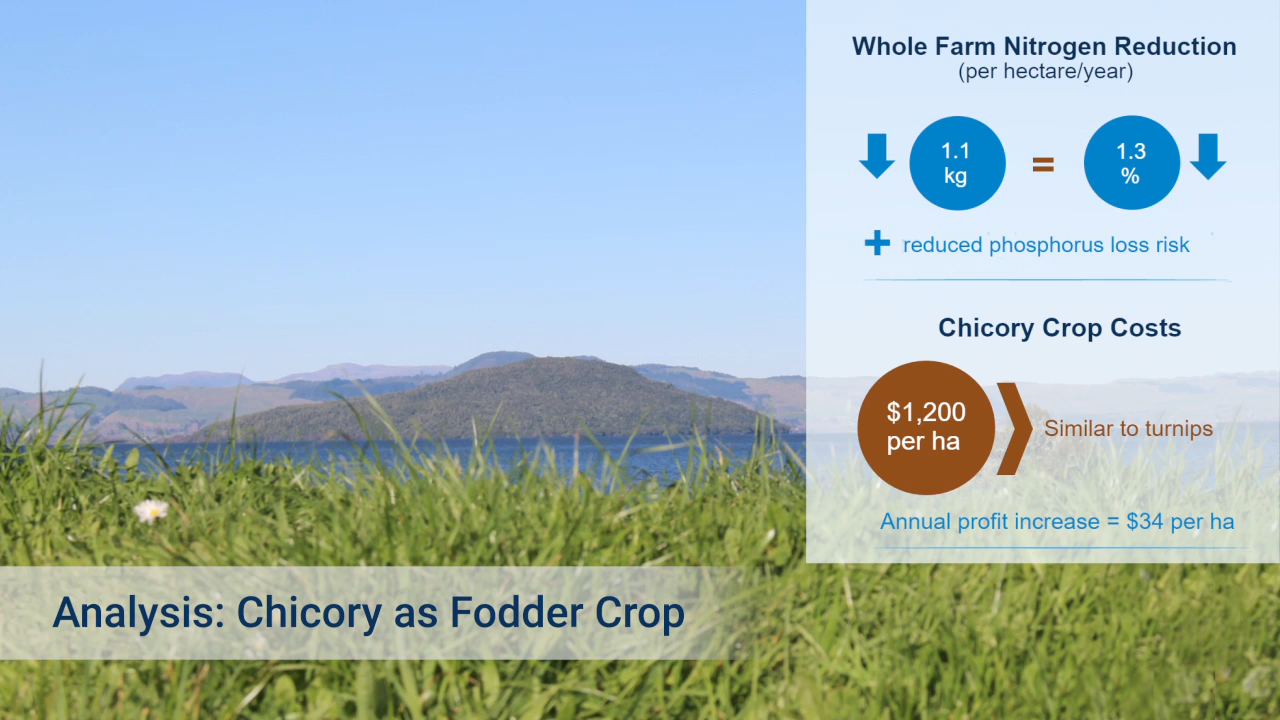 Whole Farm Nitrogen Reduction
(per hectare/year)
1.1
kg
=
1.3
%
+ reduced phosphorus loss risk
Chicory Crop Costs
$1,200
per ha
Similar to turnips
Annual profit increase = $34 per ha
Analysis: Chicory as Fodder Crop